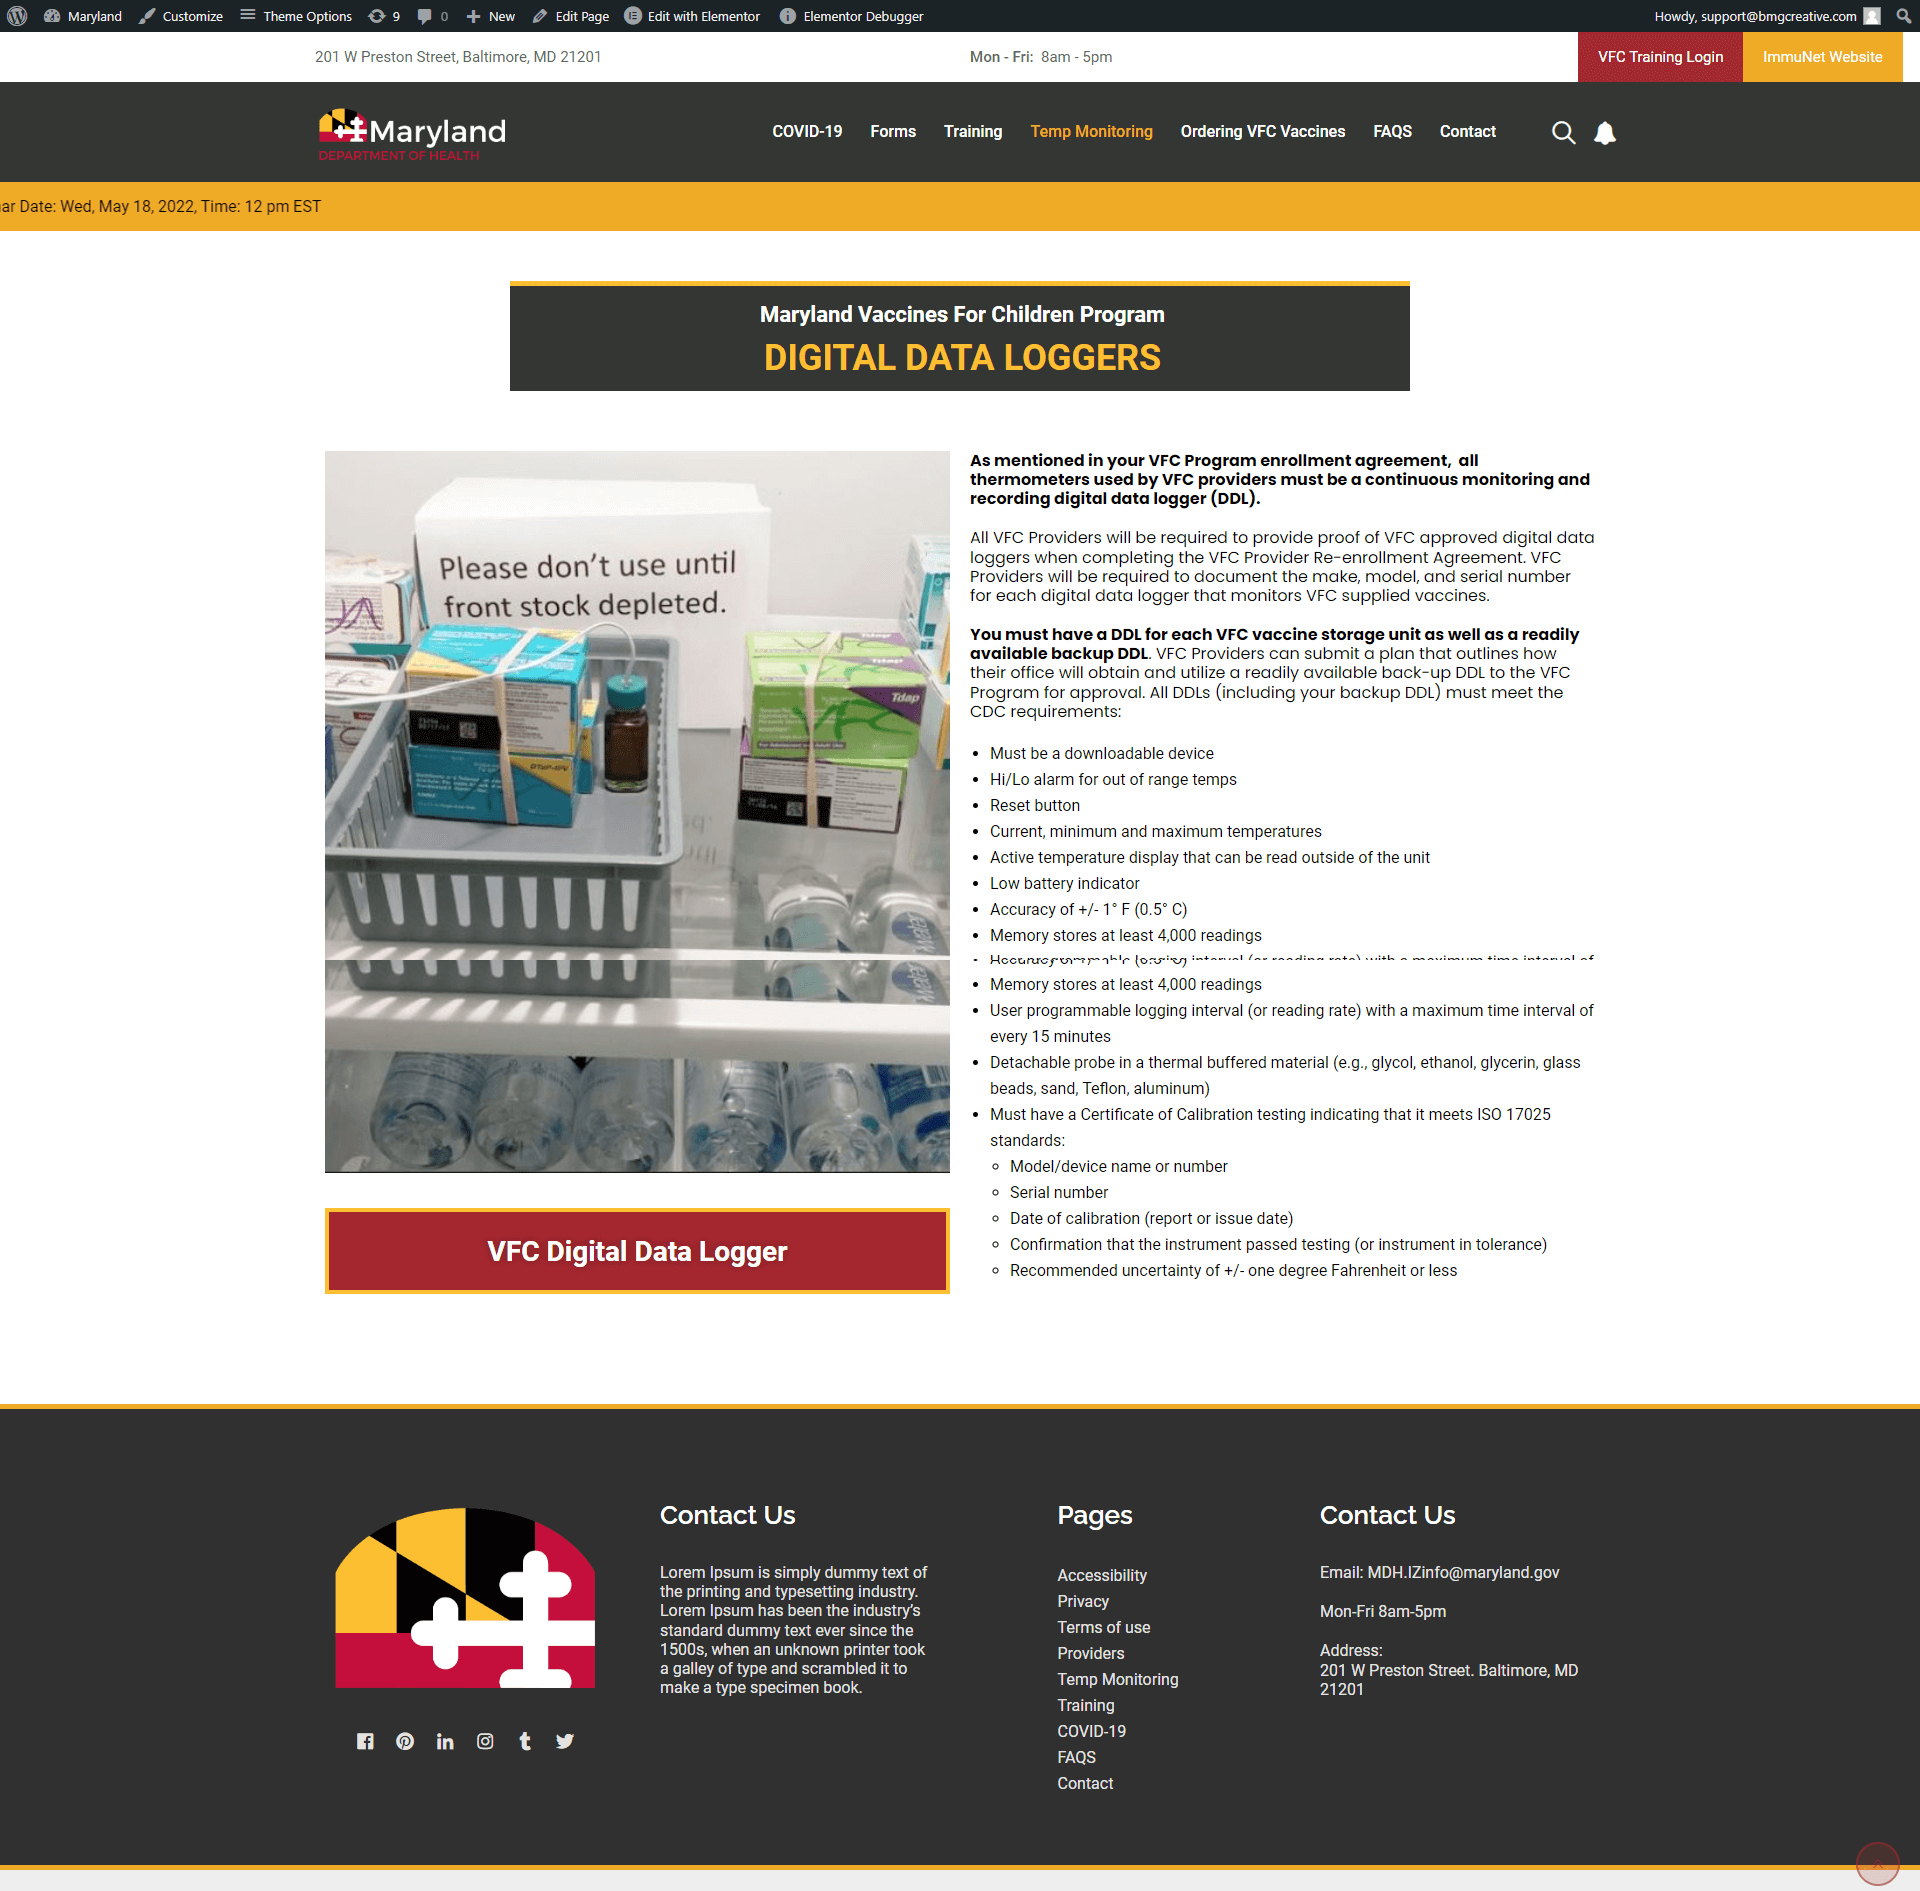 Maryland
Customize
Theme Options
9
0
New
Edit Page
Edit with Elementor
Elementor Debugger
Howdy, support@bmgcreative.com
201 W Preston Street, Baltimore, MD 21201
Mon - Fri: 8am - 5pm
VFC Training Login
ImmuNet Website
Maryland
DEPARTMENT OF HEALTH
COVID-19
Forms
Training
Temp Monitoring
Ordering VFC Vaccines
FAQS
Contact
ar Date: Wed, May 18, 2022, Time: 12 pm EST
Maryland Vaccines For Children Program
DIGITAL DATA LOGGERS
Please don't use until
front stock depleted.
Tdap
Tdap
VFC Digital Data Logger
As mentioned in your VFC Program enrollment agreement, all
thermometers used by VFC providers must be a continuous monitoring and
recording digital data logger (DDL).
All VFC Providers will be required to provide proof of VFC approved digital data
loggers when completing the VFC Provider Re-enrollment Agreement. VFC
Providers will be required to document the make, model, and serial number
for each digital data logger that monitors VFC supplied vaccines.
You must have a DDL for each VFC vaccine storage unit as well as a readily
available backup DDL. VFC Providers can submit a plan that outlines how
their office will obtain and utilize a readily available back-up DDL to the VFC
Program for approval. All DDLs (including your backup DDL) must meet the
CDC requirements:
Must be a downloadable device
Hi/Lo alarm for out of range temps
Reset button
Current, minimum and maximum temperatures
Active temperature display that can be read outside of the unit
Low battery indicator
Accuracy of +/- 1° F (0.5° C)
Memory stores at least 4,000 readings
Memory stores at least 4,000 readings
User programmable logging interval (or reading rate) with a maximum time interval of
every 15 minutes
Detachable probe in a thermal buffered material (e.g., glycol, ethanol, glycerin, glass
beads, sand, Teflon, aluminum)
Must have a Certificate of Calibration testing indicating that it meets ISO 17025
standards:
Model/device name or number
Serial number
Date of calibration (report or issue date)
Confirmation that the instrument passed testing (or instrument in tolerance)
Recommended uncertainty of +/- one degree Fahrenheit or less
Contact Us
Lorem Ipsum is simply dummy text of
the printing and typesetting industry.
Lorem Ipsum has been the industry's
standard dummy text ever since the
1500s, when an unknown printer took
a galley of type and scrambled it to
make a type specimen book.
Pages
Accessibility
Privacy
Terms of use
Providers
Temp Monitoring
Training
COVID-19
FAQS
Contact
Contact Us
Email: MDH.IZinfo@maryland.gov
Mon-Fri 8am-5pm
Address:
201 W Preston Street. Baltimore, MD
21201